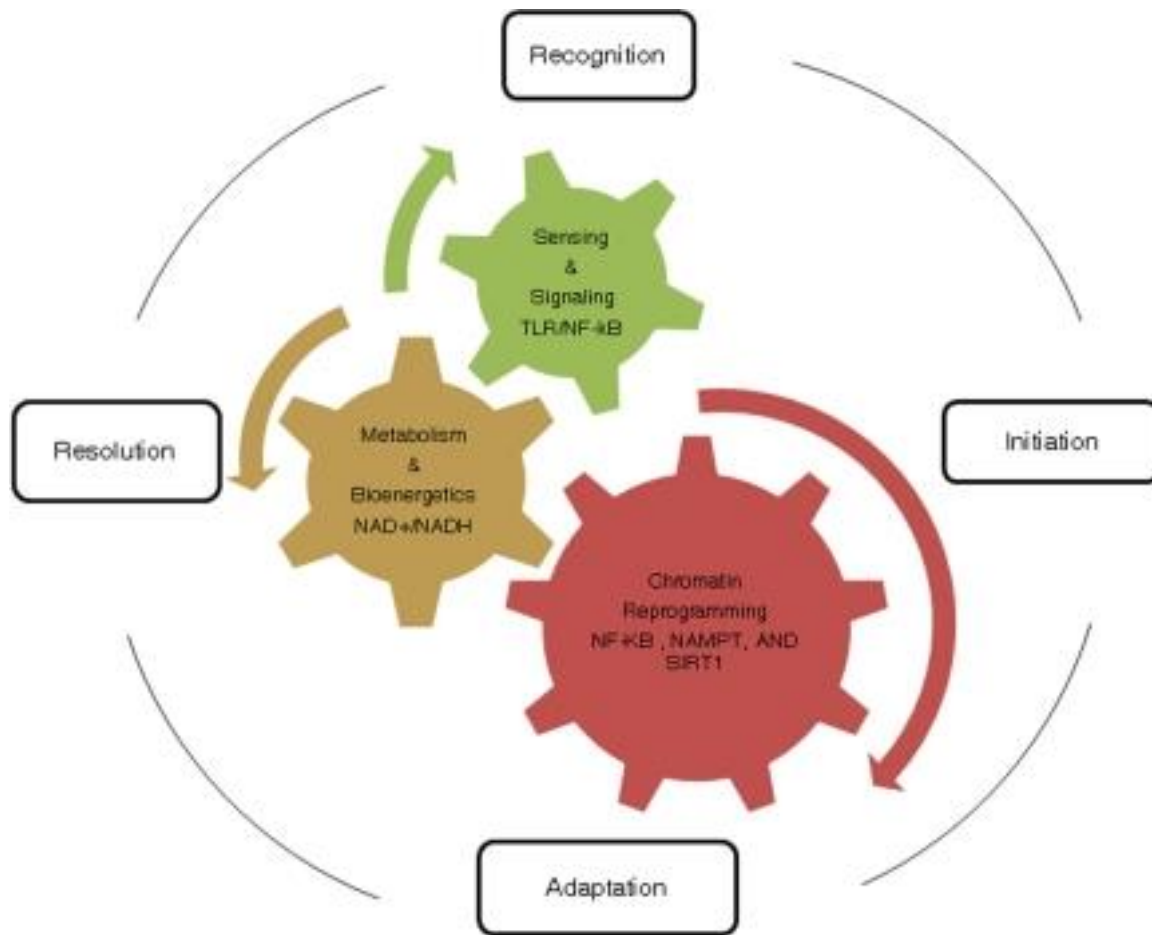 Recognition
Sensing
&
Signaling
TLR/NF-kB
Metabolism
&
Bioenergetics
NAD+/NADH
Resolution
Initiation
Chromatin
Reprogramming
NF-KB , NAMPT, AND
SIRT1
Adaptation